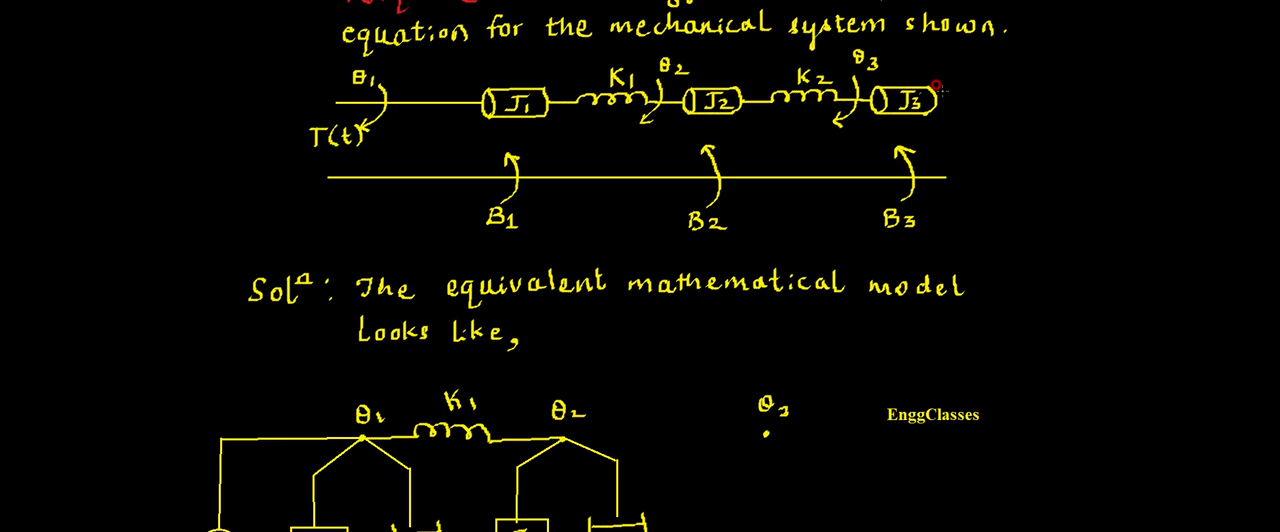 equation for the mechanical system shown.
θ1 K1 θ2 K2 θ3
J1 J2 J3
T(t)
B1 B2 B3
Solⁿ: The equivalent mathematical model
Looks like,
θ1 K1 θ2 θ3
EnggClasses